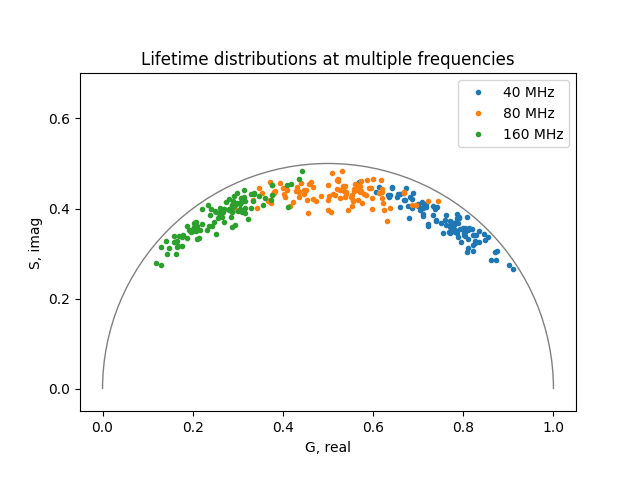 Lifetime distributions at multiple frequencies
40 MHz
80 MHz
160 MHz
S, imag
0.6
0.4
0.2
0.0
0.0 0.2 0.4 0.6 0.8 1.0
G, real